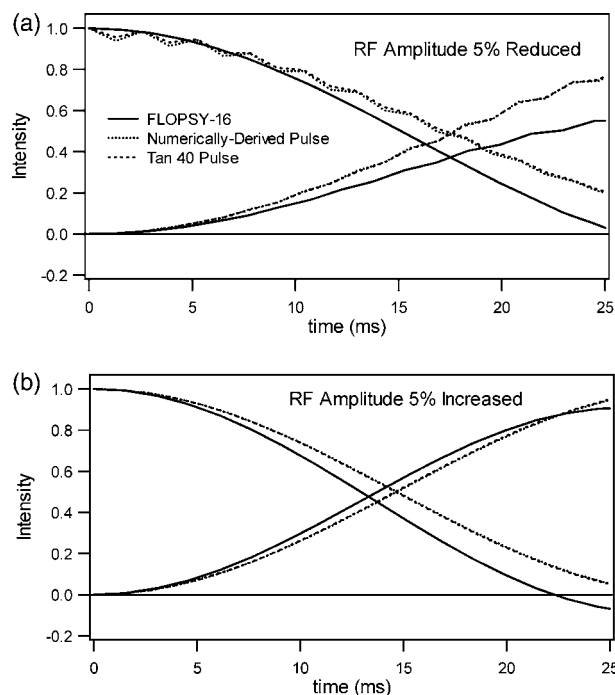 (a)
1.0
RF Amplitude 5% Reduced
0.8
FLOPSY-16
0.6
Numerically-Derived Pulse
Tan 40 Pulse
Intensity
0.4
0.2
0.0
-0.2
0 5 10 15 20 25
time (ms)
(b)
1.0
RF Amplitude 5% Increased
0.8
0.6
Intensity
0.4
0.2
0.0
-0.2
0 5 10 15 20 25
time (ms)